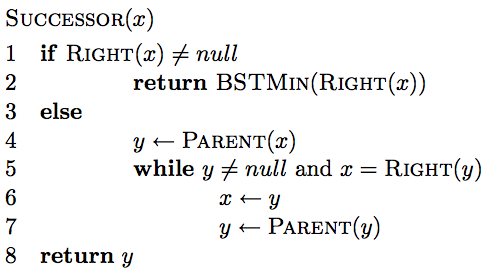 SUCCESSOR(x)
1 if RIGHT(x) ≠ null
2 return BSTMIN(RIGHT(x))
3 else
4 y ← PARENT(x)
5 while y ≠ null and x = RIGHT(y)
6 x ← y
7 y ← PARENT(y)
8 return y